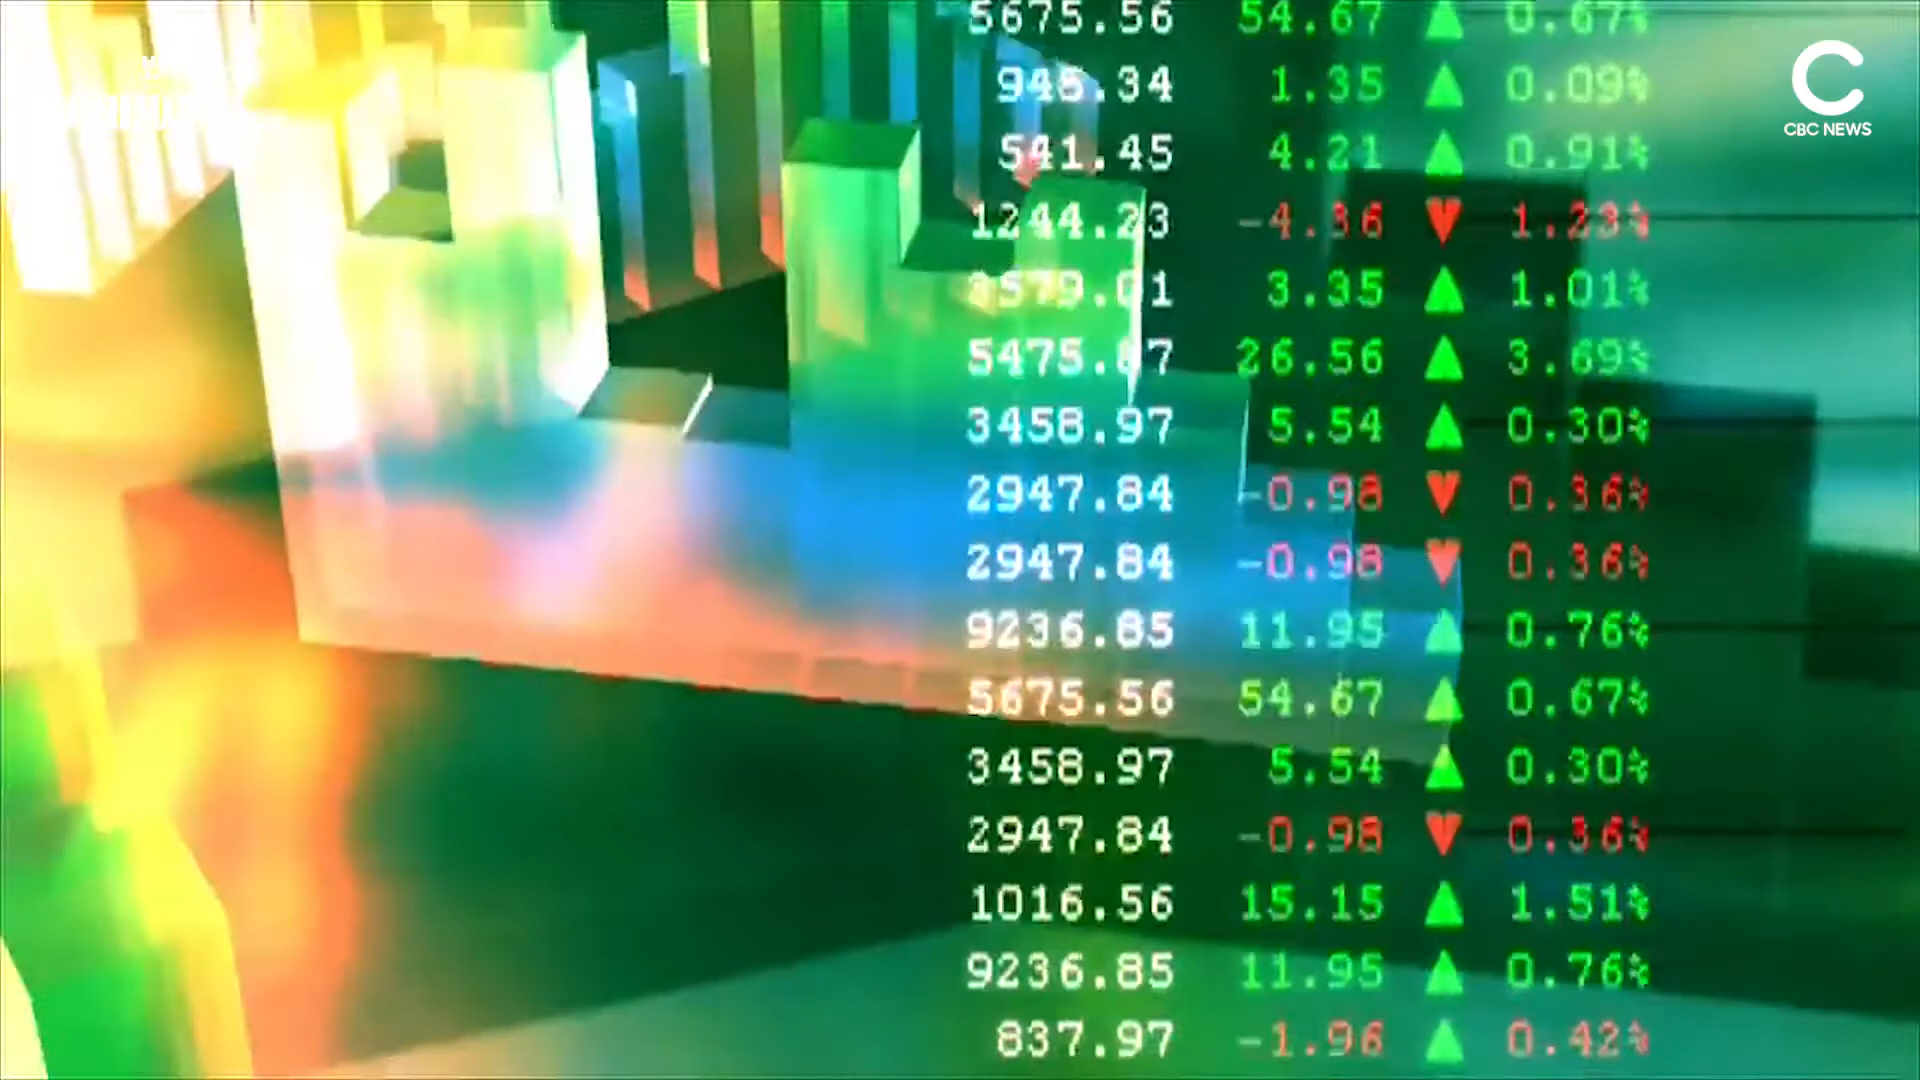 5675.56 54.67 ▲ 0.67%
CBC NEWS
945.34 1.35 ▲ 0.09%
541.45 4.21 ▲ 0.91%
1244.23 -4.36 ▼ 1.23%
3579.01 3.35 ▲ 1.01%
5475.67 26.56 ▲ 3.69%
3458.97 5.54 ▲ 0.30%
2947.84 -0.98 ▼ 0.36%
2947.84 -0.98 ▼ 0.36%
9236.85 11.95 ▲ 0.76%
5675.56 54.67 ▲ 0.67%
3458.97 5.54 ▲ 0.30%
2947.84 -0.98 ▼ 0.36%
1016.56 15.15 ▲ 1.51%
9236.85 11.95 ▲ 0.76%
837.97 -1.96 ▲ 0.42%